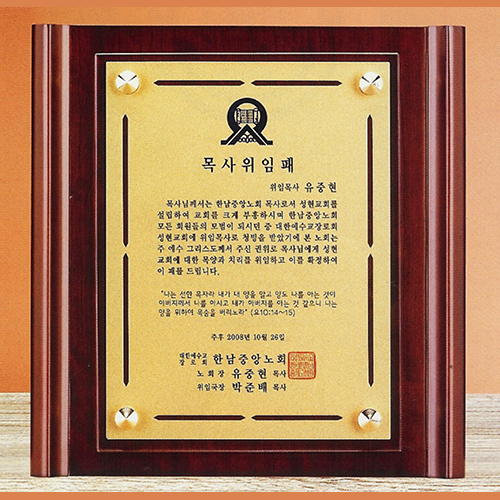 목사위임패
위임목사 유중현
목사님께서는 한남중앙노회 목사로서 성현교회를
설립하여 교회를 크게 부흥하시며 한남중앙노회
모든 회원들의 모범이 되시던 중 대한예수교장로회
성현교회에 위임목사로 청빙을 받았기에 본 노회는
주 예수 그리스도께서 주신 권위로 목사님에게 성현
교회에 대한 목양과 치리를 위임하고 이를 확정하여
이 패를 드립니다.
"나는 선한 목자라 내가 내 양을 알고 양도 나를 아는 것이
아버지께서 나를 아시고 내가 아버지를 아는 것 같으니 나는
양을 위하여 목숨을 버리노라" (요10:14~15)
주후 2008년 10월 26일
대한예수교
장로회 한남중앙노회
노회장 유중현 목사
위임국장 박준배 목사